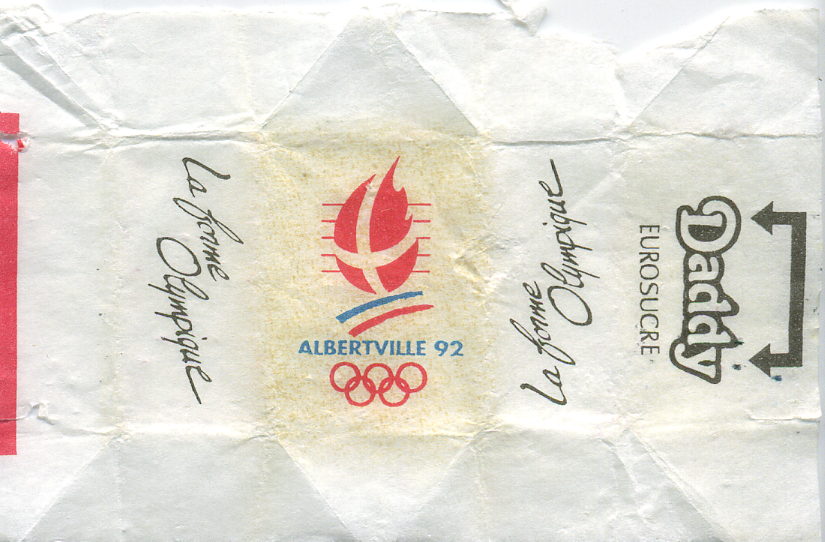 La forme
Olympique
ALBERTVILLE 92
La forme
Olympique
Daddy
EUROSUCRE